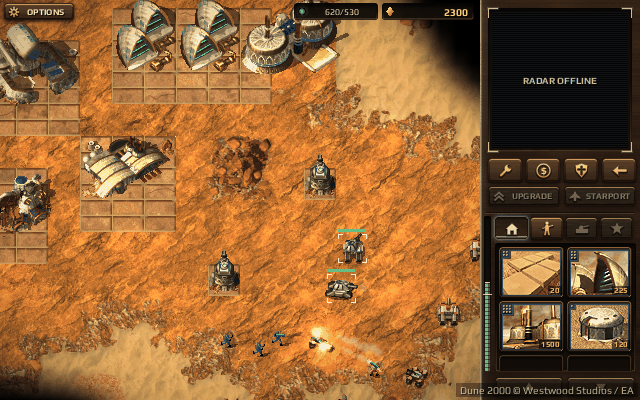 OPTIONS
620/530
2300
RADAR OFFLINE
UPGRADE
STARPORT
20
225
1500
120
Dune 2000 © Westwood Studios / EA